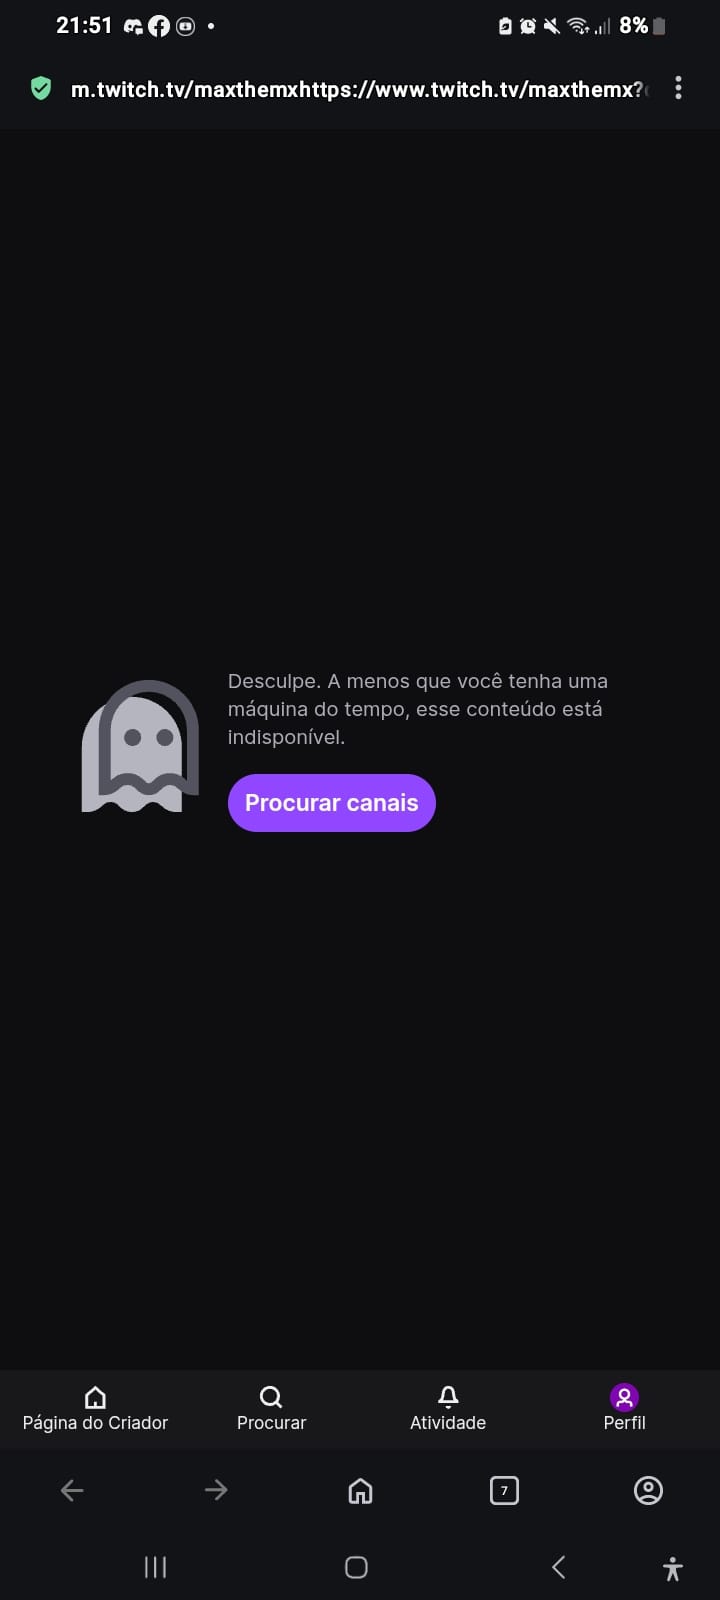 21:51
8%
m.twitch.tv/maxthemxhttps://www.twitch.tv/maxthemx?
Desculpe. A menos que você tenha uma
máquina do tempo, esse conteúdo está
indisponível.
Procurar canais
Página do Criador
Procurar
Atividade
Perfil
7